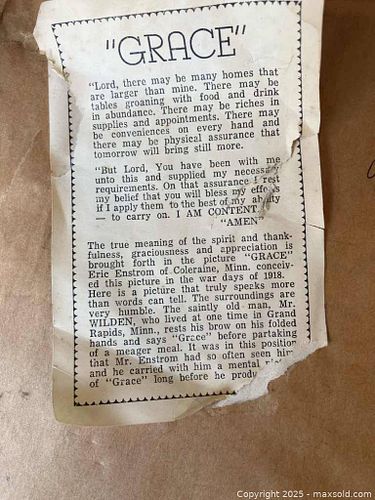 "GRACE"
"Lord, there may be many homes that
are larger than mine. There may be
tables groaning with food and drink
in abundance. There may be riches in
supplies and appointments. There may
be conveniences on every hand and
there may be physical assurance that
tomorrow will bring still more.
"But Lord, You have been with me
unto this and supplied my necessary
requirements. On that assurance I rest
my belief that you will bless my efforts
if I apply them to the best of my ability
— to carry on. I AM CONTENT
"AMEN"
The true meaning of the spirit and thank-
fulness, graciousness and appreciation is
brought forth in the picture "GRACE"
Eric Enstrom of Coleraine, Minn. conceiv-
ed this picture in the war days of 1918.
Here is a picture that truly speeks more
than words can tell. The surroundings are
very humble. The saintly old man, Mr.
WILDEN, who lived at one time in Grand
Rapids, Minn., rests his brow on his folded
hands and says "Grace" before partaking
of a meager meal. It was in this position
that Mr. Enstrom had so often seen him
and he carried with him a mental
of "Grace" long before he
Copyright © 2025 - maxsold.com